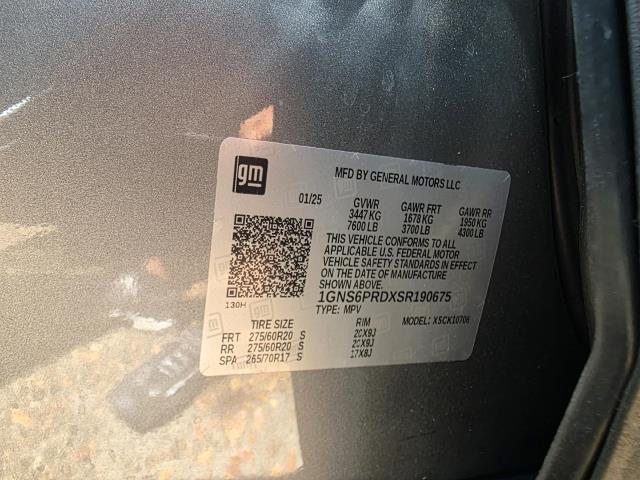 gm
MFD BY GENERAL MOTORS LLC
01/25 GVWR GAWR FRT GAWR RR
3447 KG 1678 KG 1950 KG
7600 LB 3700 LB 4300 LB
THIS VEHICLE CONFORMS TO ALL
APPLICABLE U.S. FEDERAL MOTOR
VEHICLE SAFETY STANDARDS IN EFFECT
ON THE DATE OF MANUFACTURE
SHOWN ABOVE.
130H 1GNS6PRDXSR190675
TYPE: MPV MODEL: XSCK10706
TIRE SIZE RIM
FRT 275/60R20 S 20X9J
RR 275/60R20 S 20X9J
SPA 265/70R17 S 17X8J